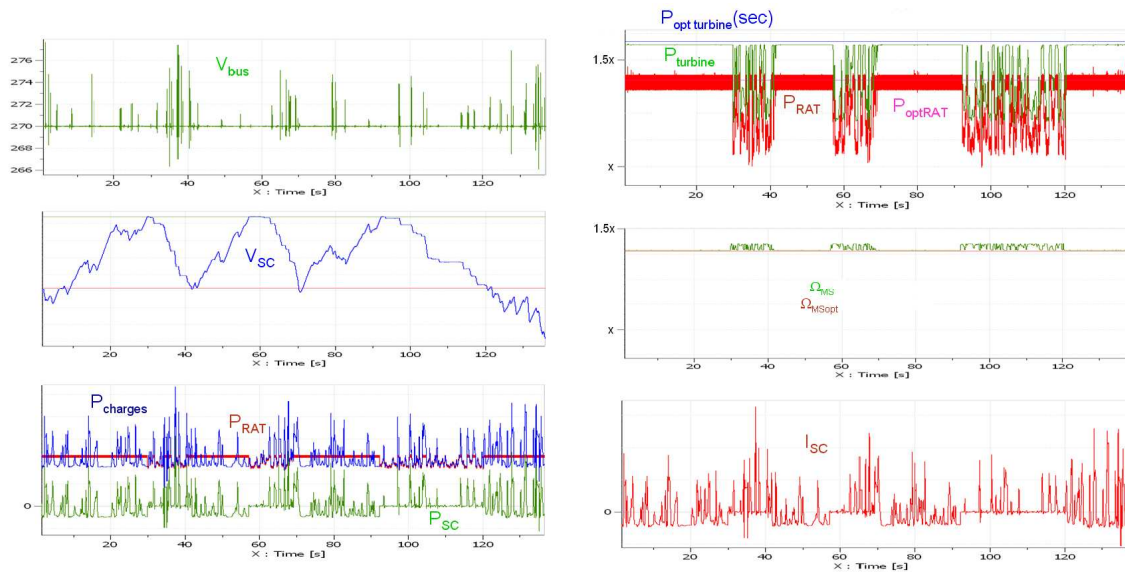 V_bus
276
274
272
270
268
266
20 40 60 80 100 120
X : Time [s]
V_SC
20 40 60 80 100 120
X : Time [s]
P_charges
P_RAT
0
P_SC
20 40 60 80 100 120
X : Time [s]
P_opt turbine(sec)
1.5x
P_turbine
P_RAT
P_optRAT
x
20 40 60 80 100 120
X : Time [s]
1.5x
Ω_MS
Ω_MSopt
x
20 40 60 80 100 120
X : Time [s]
I_SC
0
20 40 60 80 100 120
X : Time [s]